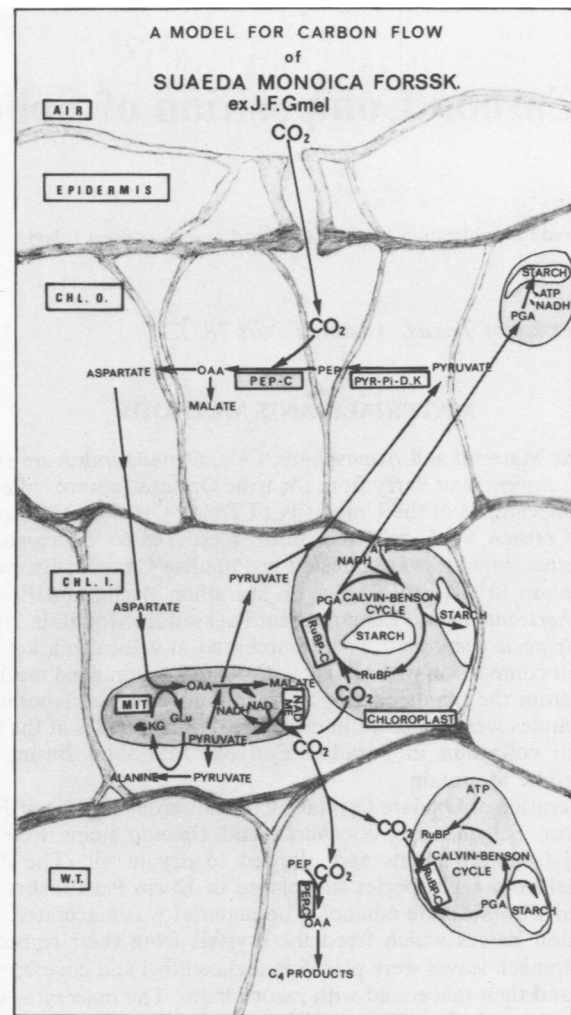 A MODEL FOR CARBON FLOW
of
SUAEDA MONOICA FORSSK.
ex J.F.Gmel
AIR
CO2
EPIDERMIS
CHL. O.
STARCH
ATP
NADH
PGA
CO2
ASPARTATE
OAA
PEP
PYRUVATE
PEP-C
PYR-Pi-D.K
MALATE
CHL. I.
ATP
NADH
PYRUVATE
PGA
CALVIN-BENSON
CYCLE
STARCH
STARCH
ASPARTATE
RuBP-C
RuBP
OAA
MALATE
CO2
MIT
NAD
NAD
ME
Glu
KG
PYRUVATE
CHLOROPLAST
CO2
ALANINE
PYRUVATE
ATP
CO2
RuBP
CALVIN-BENSON
CYCLE
W.T.
PEP
CO2
RuBP-C
PGA
STARCH
PEP-C
OAA
C4 PRODUCTS